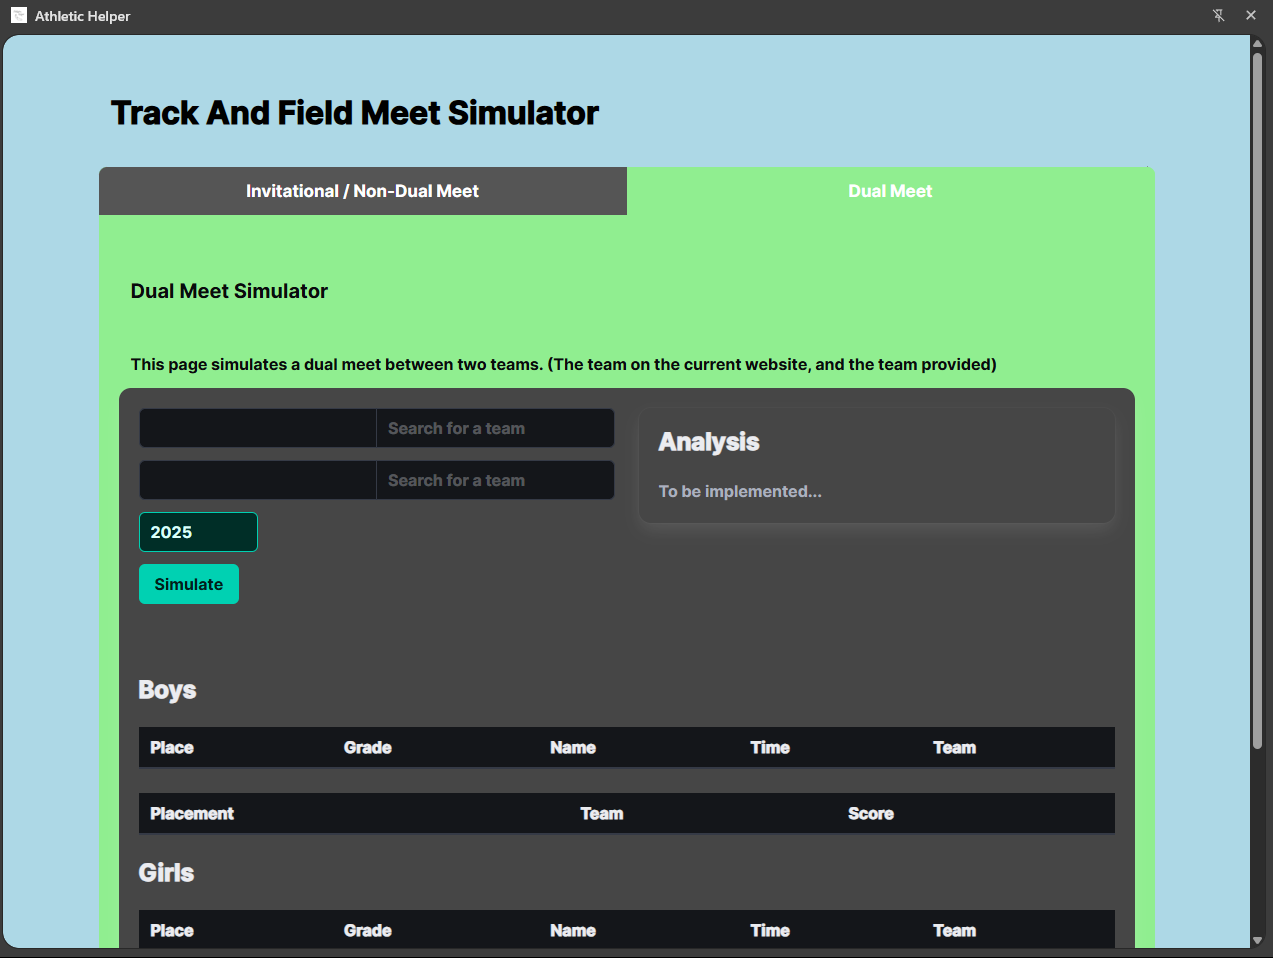 Athletic Helper
Track And Field Meet Simulator
Invitational / Non-Dual Meet
Dual Meet
Dual Meet Simulator
This page simulates a dual meet between two teams. (The team on the current website, and the team provided)
Search for a team
Search for a team
2025
Simulate
Analysis
To be implemented...
Boys
Place Grade Name Time Team
Placement Team Score
Girls
Place Grade Name Time Team